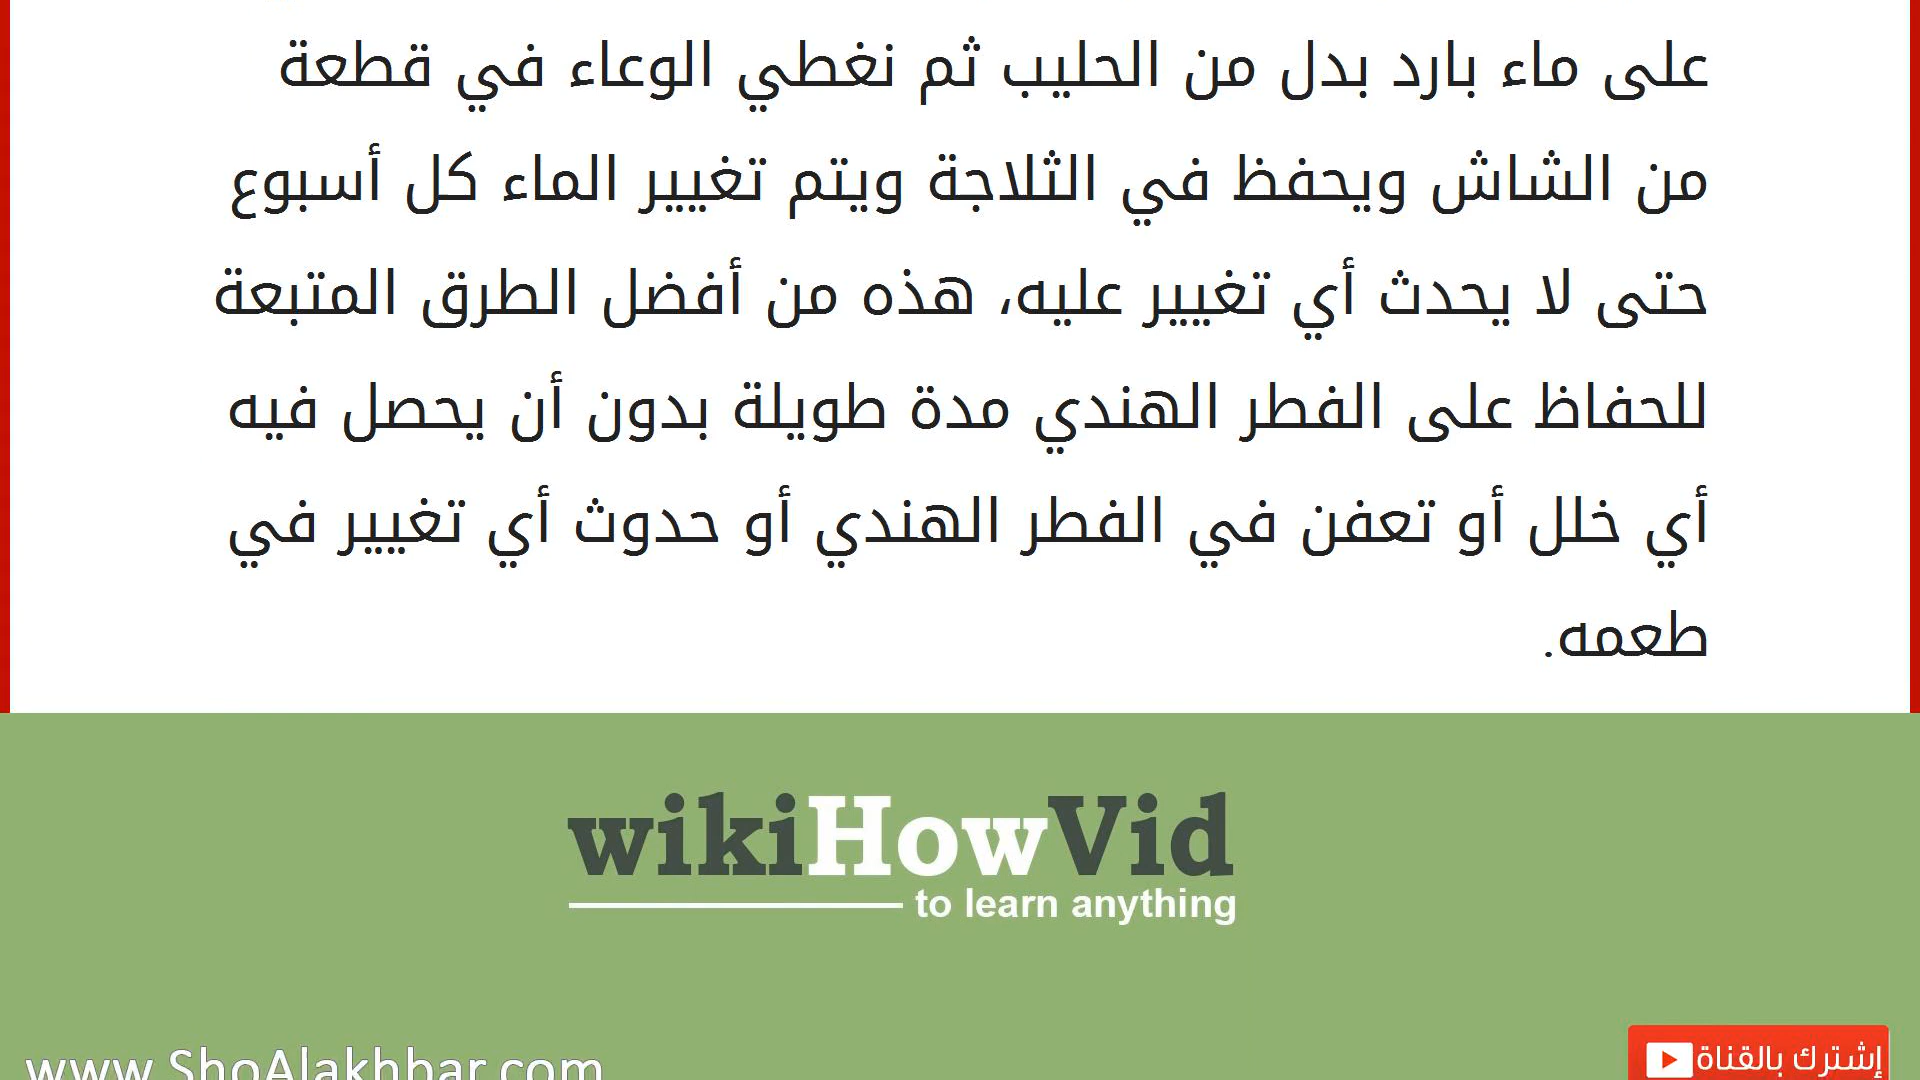 على ماء بارد بدل من الحليب ثم نغطي الوعاء في قطعة
من الشاش ويحفظ في الثلاجة ويتم تغيير الماء كل أسبوع
حتى لا يحدث أي تغيير عليه، هذه من أفضل الطرق المتبعة
للحفاظ على الفطر الهندي مدة طويلة بدون أن يحصل فيه
أي خلل أو تعفن في الفطر الهندي أو حدوث أي تغيير في
طعمه.
wikiHowVid
to learn anything
www.ShoAlakhbar.com
إشترك بالقناة